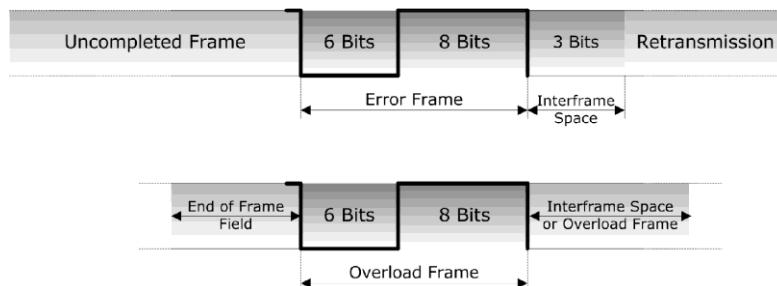 Uncompleted Frame
6 Bits
8 Bits
3 Bits
Retransmission
Error Frame
Interframe
Space
End of Frame
Field
6 Bits
8 Bits
Interframe Space
or Overload Frame
Overload Frame